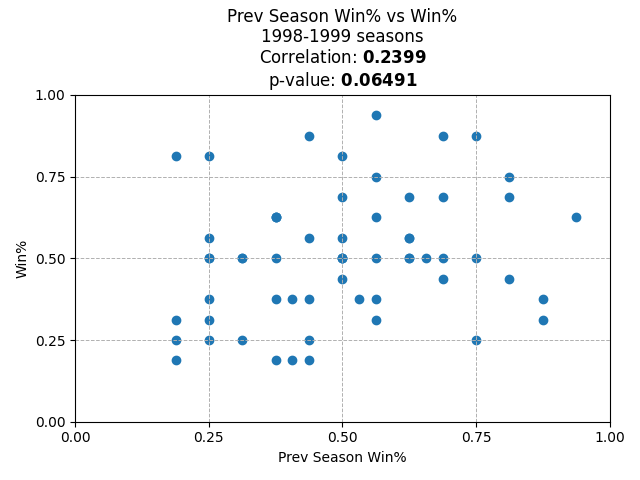 Prev Season Win% vs Win%
1998-1999 seasons
Correlation: 0.2399
p-value: 0.06491
1.00
0.75
0.50
0.25
0.00
Win%
0.00 0.25 0.50 0.75 1.00
Prev Season Win%